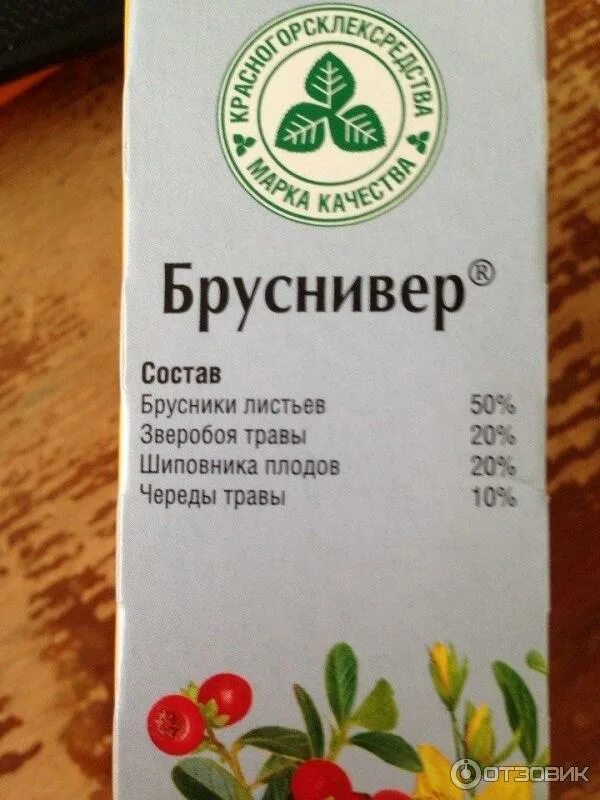 КРАСНОГОРСКЛЕКСРЕДСТВА
МАРКА КАЧЕСТВА
Бруснивер®
Состав
Брусники листьев 50%
Зверобоя травы 20%
Шиповника плодов 20%
Череды травы 10%
ОТЗОВИК